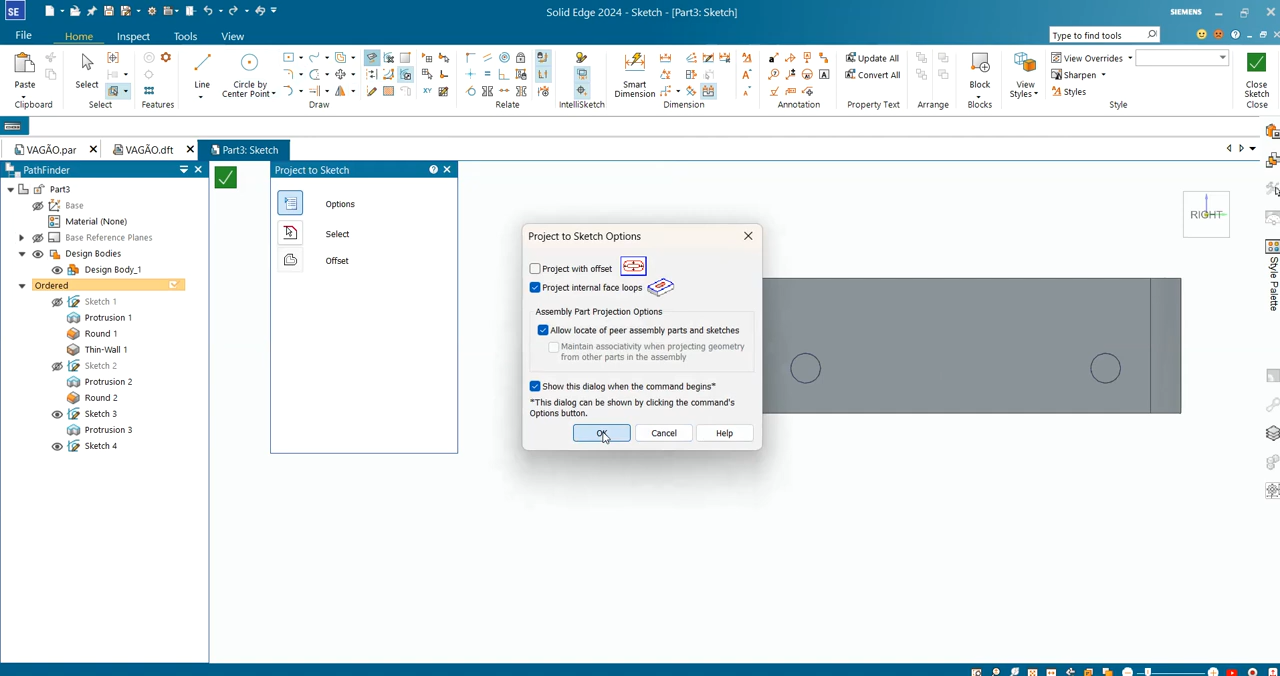 SE
Solid Edge 2024 - Sketch - [Part3: Sketch]
SIEMENS
File
Home
Inspect
Tools
View
Type to find tools
Paste
Select
Line
Circle by
Center Point
Smart
Dimension
Update All
Convert All
Block
View
Styles
View Overrides
Sharpen
Styles
Close
Sketch
Clipboard
Select
Features
Draw
Relate
IntelliSketch
Dimension
Annotation
Property Text
Arrange
Blocks
Style
Close
VAGÃO.par
VAGÃO.dft
Part3: Sketch
PathFinder
Part3
Base
Material (None)
Base Reference Planes
Design Bodies
Design Body_1
Ordered
Sketch 1
Protrusion 1
Round 1
Thin-Wall 1
Sketch 2
Protrusion 2
Round 2
Sketch 3
Protrusion 3
Sketch 4
Project to Sketch
Options
Select
Offset
Project to Sketch Options
Project with offset
Project internal face loops
Assembly Part Projection Options
Allow locate of peer assembly parts and sketches
Maintain associativity when projecting geometry
from other parts in the assembly
Show this dialog when the command begins*
*This dialog can be shown by clicking the command's
Options button.
OK
Cancel
Help
RIGHT
Style Palette